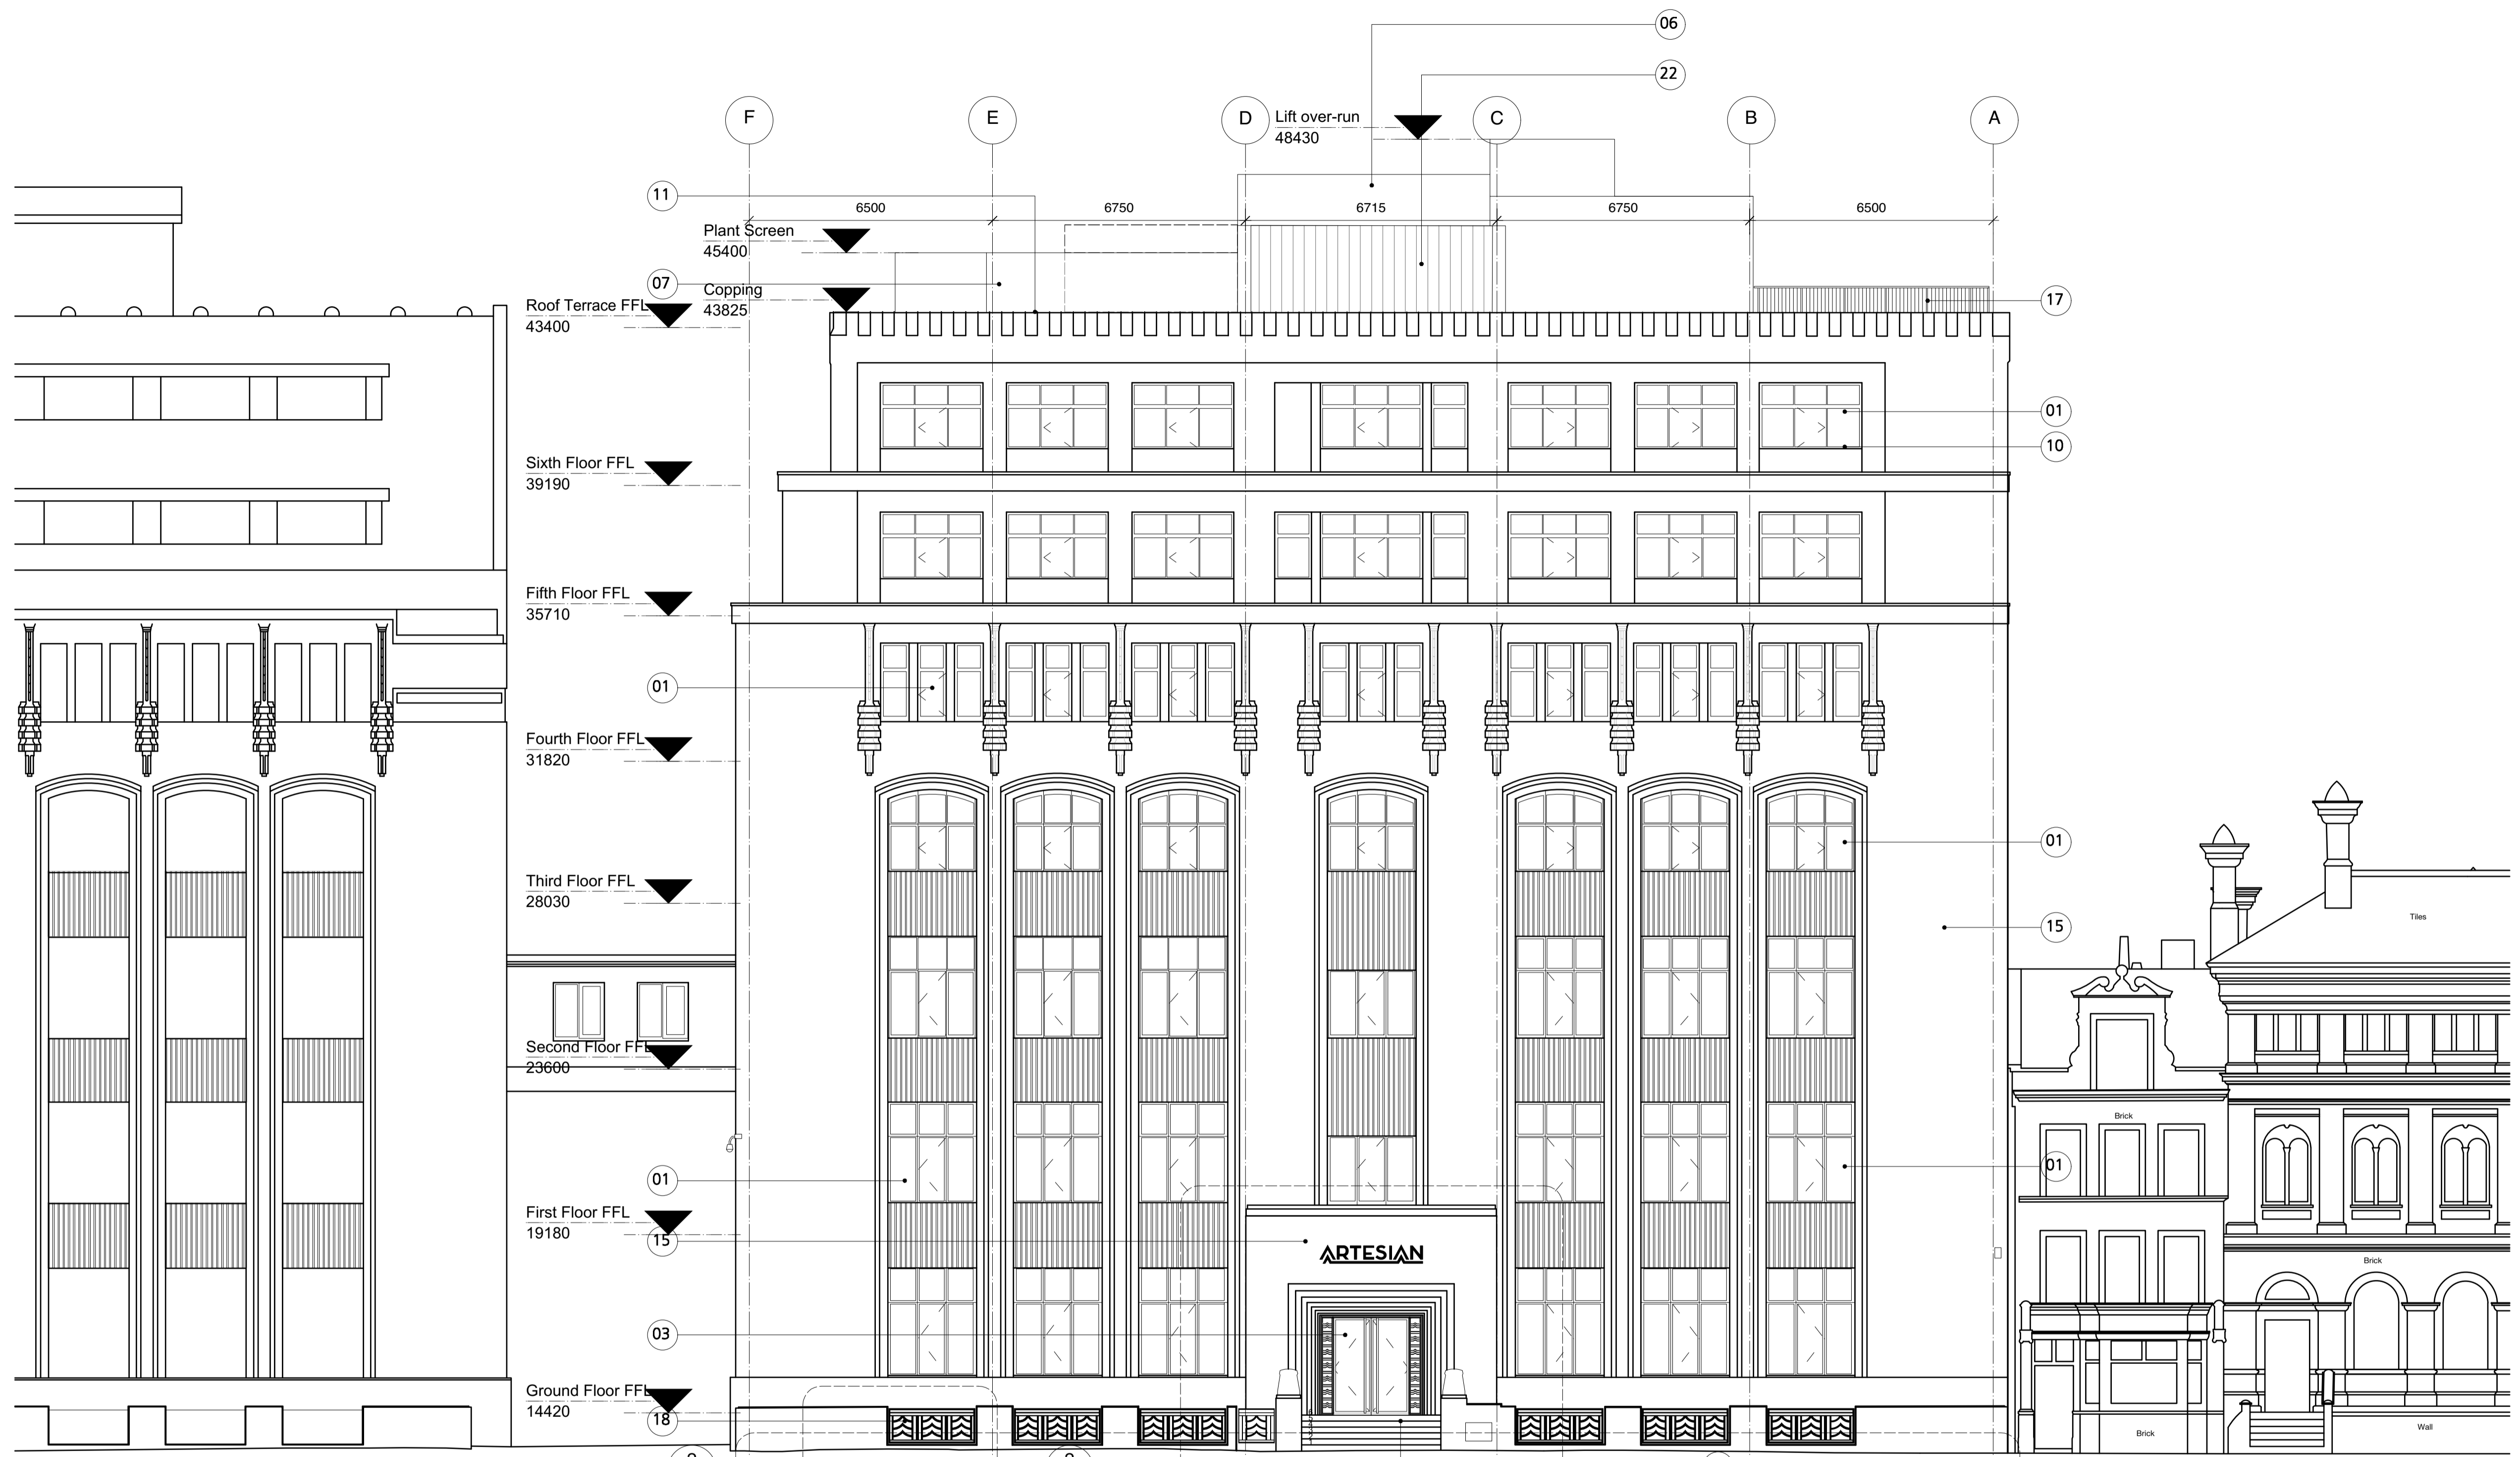 06
22
F
E
D
Lift over-run
48430
C
B
A
11
6500
6750
6715
6750
6500
Plant Screen
45400
07
Copping
43825
Roof Terrace FFL
43400
17
01
10
Sixth Floor FFL
39190
Fifth Floor FFL
35710
01
Fourth Floor FFL
31820
01
Third Floor FFL
28030
Tiles
15
Second Floor FFL
23600
Brick
01
01
First Floor FFL
19180
15
ARTESIAN
Brick
03
Ground Floor FFL
14420
18
Wall
Brick